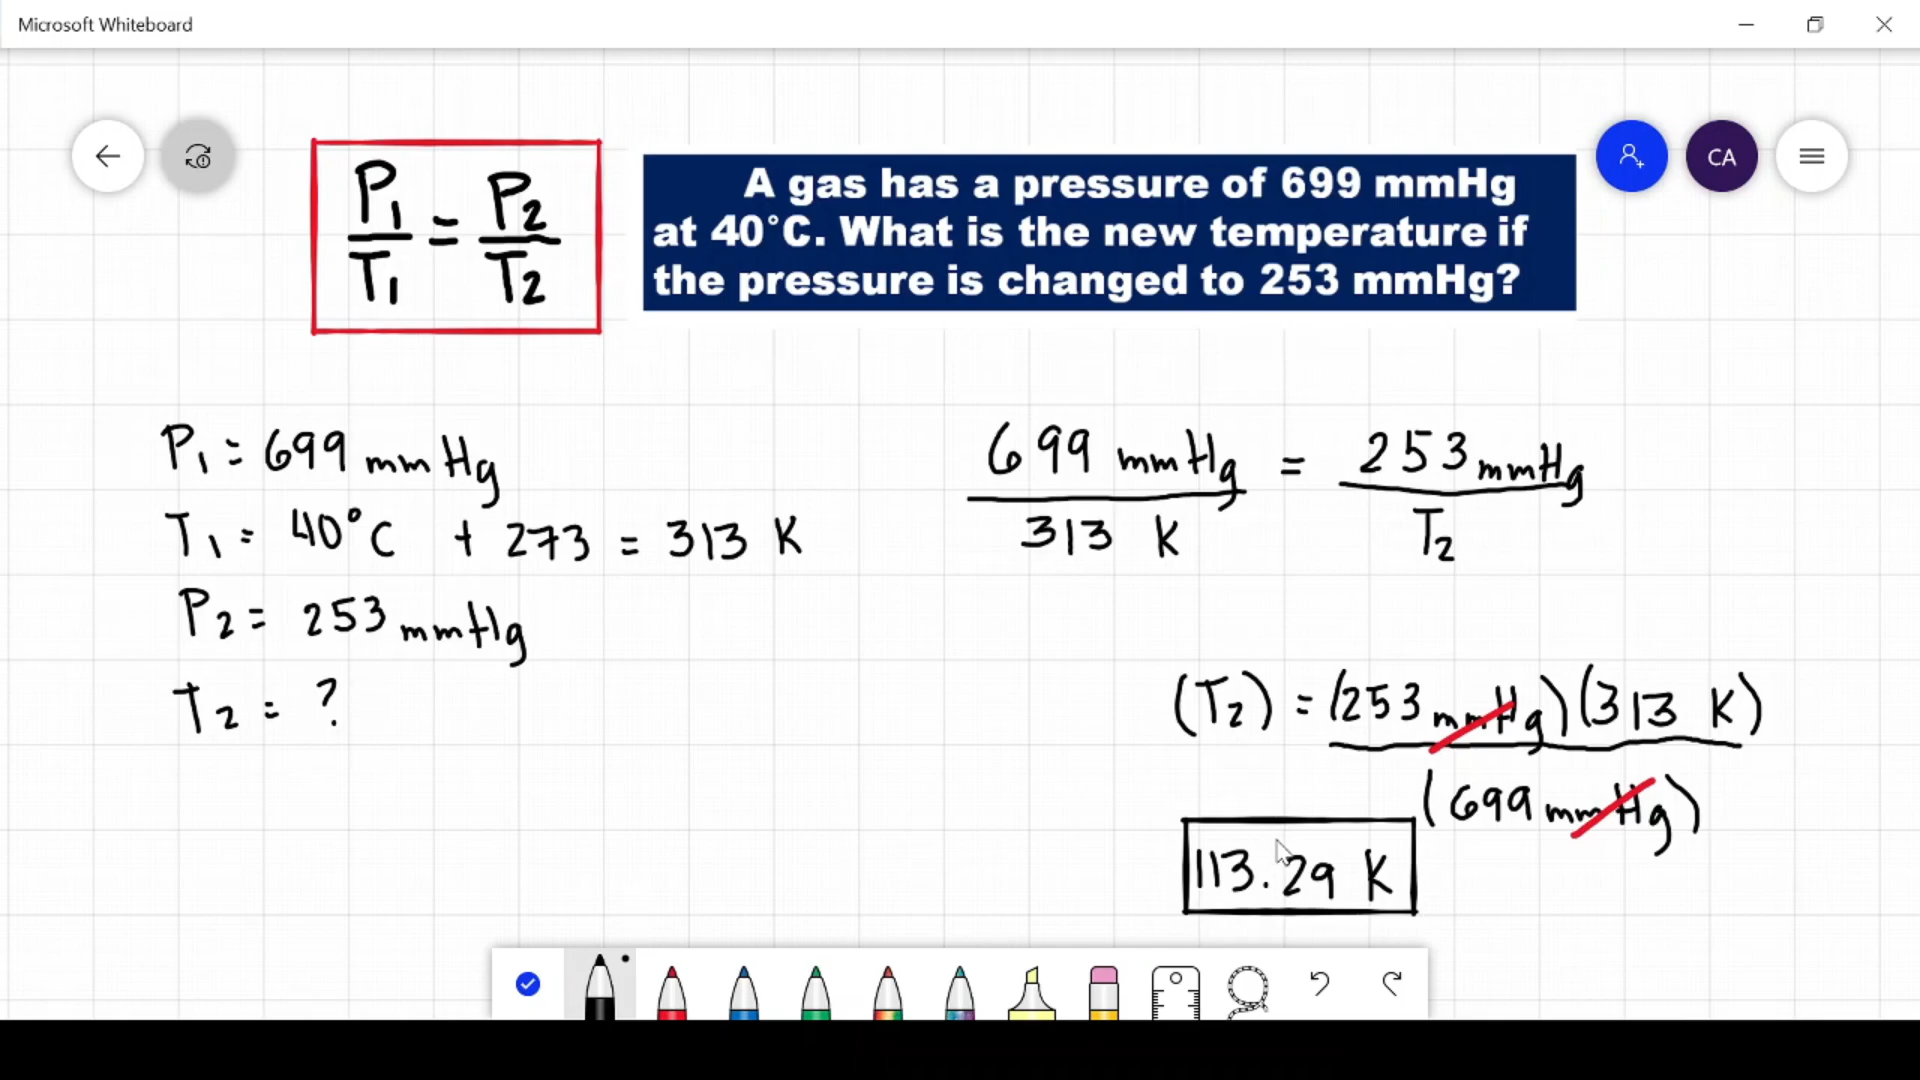 Microsoft Whiteboard
P₁/T₁ = P₂/T₂
A gas has a pressure of 699 mmHg
at 40°C. What is the new temperature if
the pressure is changed to 253 mmHg?
CA
P₁ = 699 mmHg
T₁ = 40°C + 273 = 313 K
P₂ = 253 mmHg
T₂ = ?
699 mmHg / 313 K = 253 mmHg / T₂
(T₂) = (253 mmHg)(313 K)
(699 mmHg)
113.29 K